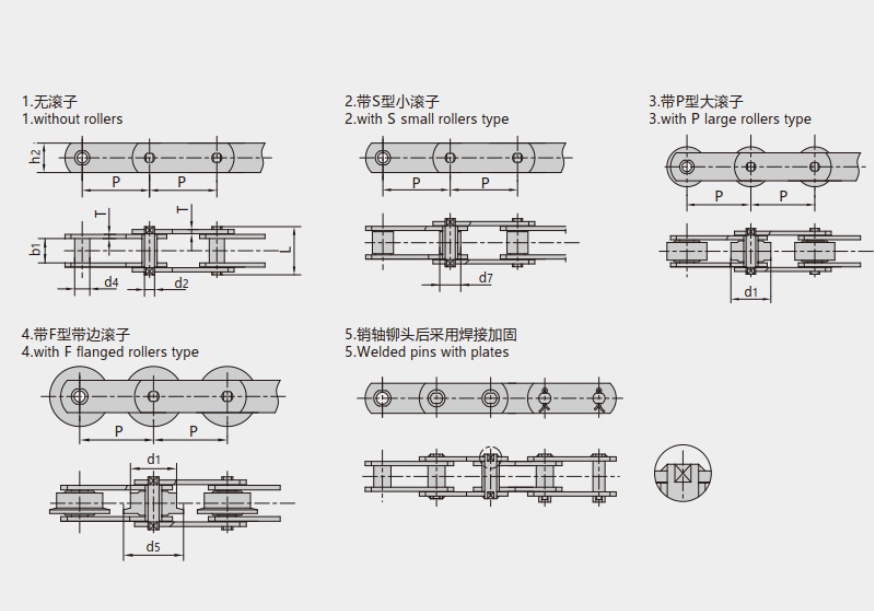 1.无滚子
1.without rollers
2.带S型小滚子
2.with S small rollers type
3.带P型大滚子
3.with P large rollers type
h2
P P
P P
P P
T
T
b1
L
d4
d2
d7
d1
4.带F型带边滚子
4.with F flanged rollers type
5.销轴铆头后采用焊接加固
5.Welded pins with plates
P P
d1
d5